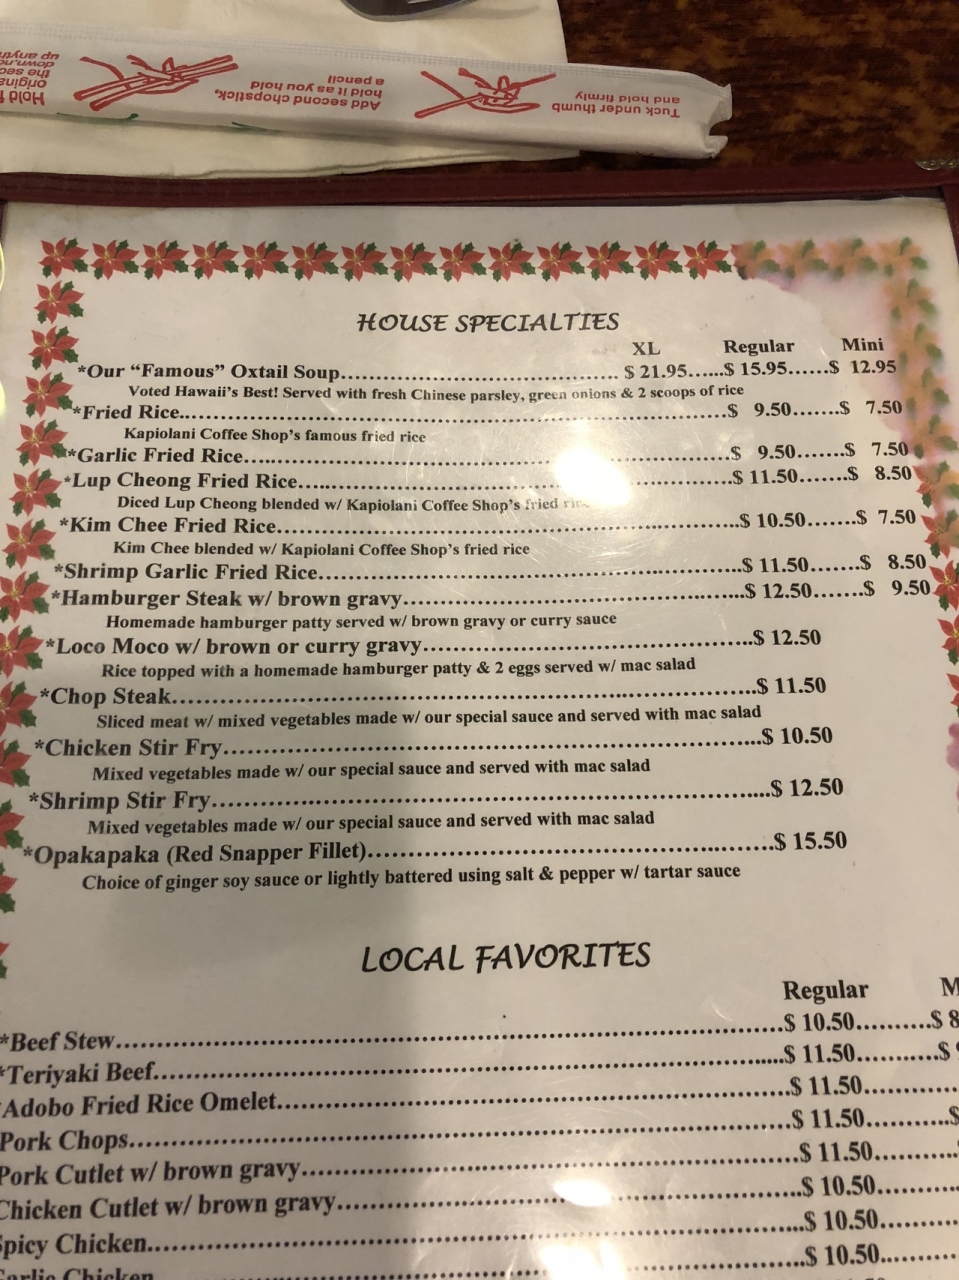 Tuck under thumb
and hold firmly
Add second chopstick,
hold it as you hold
a pencil
Hold
original
the
down,
up anything
HOUSE SPECIALTIES
XL Regular Mini
*Our “Famous” Oxtail Soup.......... $ 21.95......$ 15.95......$ 12.95
Voted Hawaii's Best! Served with fresh Chinese parsley, green onions & 2 scoops of rice
*Fried Rice..........$ 9.50.......$ 7.50
Kapiolani Coffee Shop's famous fried rice
*Garlic Fried Rice..........$ 9.50.......$ 7.50
*Lup Cheong Fried Rice..........$ 11.50.......$ 8.50
Diced Lup Cheong blended w/ Kapiolani Coffee Shop's fried rice
*Kim Chee Fried Rice..........$ 10.50.......$ 7.50
Kim Chee blended w/ Kapiolani Coffee Shop's fried rice
*Shrimp Garlic Fried Rice..........$ 11.50.......$ 8.50
*Hamburger Steak w/ brown gravy..........$ 12.50.......$ 9.50
Homemade hamburger patty served w/ brown gravy or curry sauce
*Loco Moco w/ brown or curry gravy..........$ 12.50
Rice topped with a homemade hamburger patty & 2 eggs served w/ mac salad
*Chop Steak..........$ 11.50
Sliced meat w/ mixed vegetables made w/ our special sauce and served with mac salad
*Chicken Stir Fry..........$ 10.50
Mixed vegetables made w/ our special sauce and served with mac salad
*Shrimp Stir Fry..........$ 12.50
Mixed vegetables made w/ our special sauce and served with mac salad
*Opakapaka (Red Snapper Fillet)..........$ 15.50
Choice of ginger soy sauce or lightly battered using salt & pepper w/ tartar sauce
LOCAL FAVORITES
Regular M
*Beef Stew..........$ 10.50..........$ 8
*Teriyaki Beef..........$ 11.50..........$
*Adobo Fried Rice Omelet..........$ 11.50..........
Pork Chops..........$ 11.50..........$
Pork Cutlet w/ brown gravy..........$ 11.50..........
Chicken Cutlet w/ brown gravy..........$ 10.50..........
Spicy Chicken..........$ 10.50..........
Garlic Chicken..........$ 10.50..........